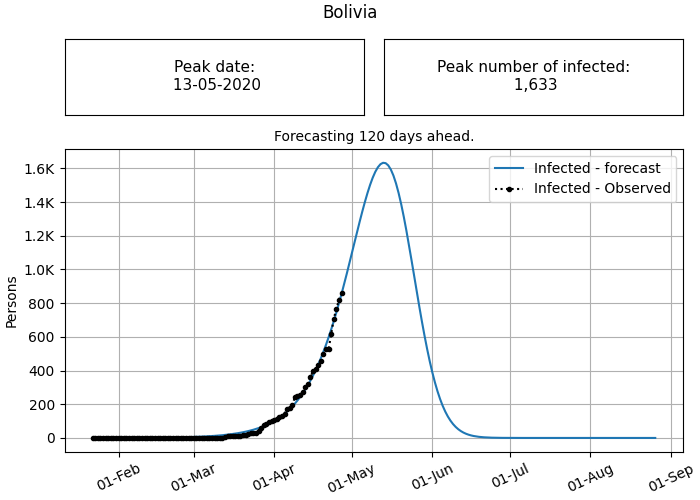 Bolivia
Peak date:
13-05-2020
Peak number of infected:
1,633
Forecasting 120 days ahead.
Infected - forecast
Infected - Observed
Persons
1.6K
1.4K
1.2K
1.0K
800
600
400
200
0
01-Feb
01-Mar
01-Apr
01-May
01-Jun
01-Jul
01-Aug
01-Sep